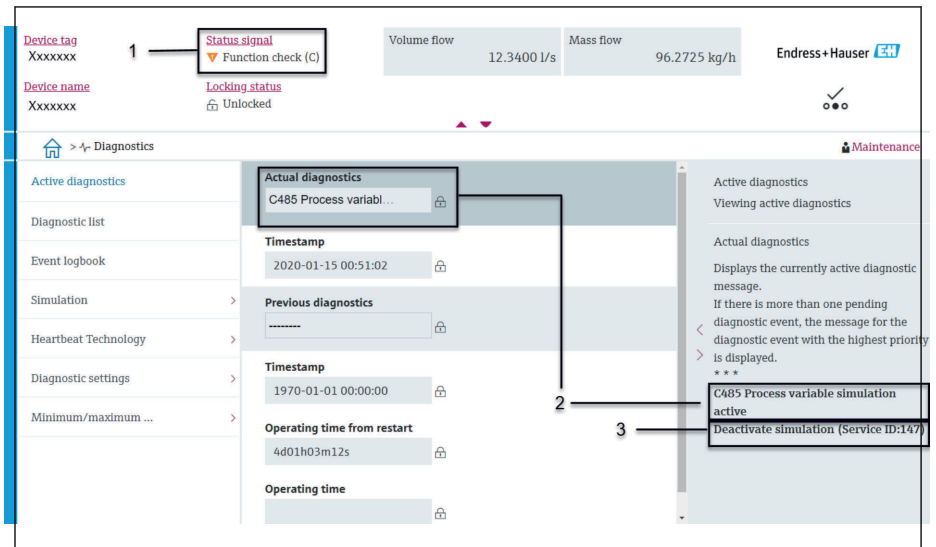 Device tag
Xxxxxxx
1
Status signal
Function check (C)
Volume flow
12.3400 l/s
Mass flow
96.2725 kg/h
Endress+Hauser EH
Device name
Xxxxxxx
Locking status
Unlocked
> Diagnostics
Maintenance
Active diagnostics
Diagnostic list
Event logbook
Simulation
Heartbeat Technology
Diagnostic settings
Minimum/maximum ...
Actual diagnostics
C485 Process variabl...
Timestamp
2020-01-15 00:51:02
Previous diagnostics
--------
Timestamp
1970-01-01 00:00:00
Operating time from restart
4d01h03m12s
Operating time
2
3
Active diagnostics
Viewing active diagnostics
Actual diagnostics
Displays the currently active diagnostic
message.
If there is more than one pending
diagnostic event, the message for the
diagnostic event with the highest priority
is displayed.
* * *
C485 Process variable simulation
active
Deactivate simulation (Service ID:147)